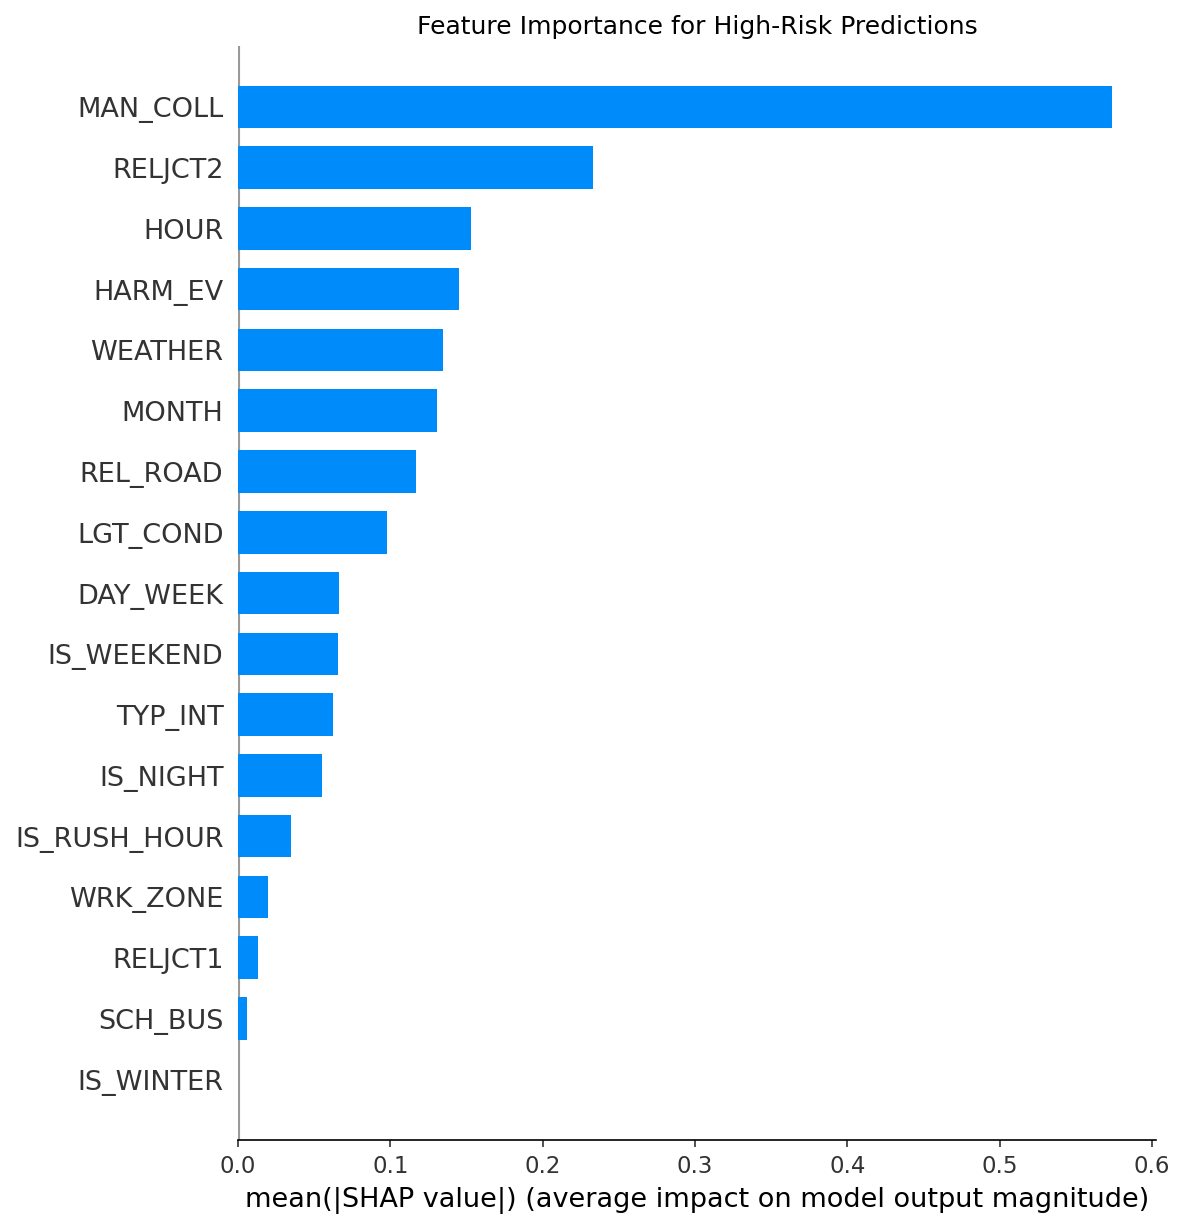 Feature Importance for High-Risk Predictions
MAN_COLL
RELJCT2
HOUR
HARM_EV
WEATHER
MONTH
REL_ROAD
LGT_COND
DAY_WEEK
IS_WEEKEND
TYP_INT
IS_NIGHT
IS_RUSH_HOUR
WRK_ZONE
RELJCT1
SCH_BUS
IS_WINTER
0.0 0.1 0.2 0.3 0.4 0.5 0.6
mean(|SHAP value|) (average impact on model output magnitude)